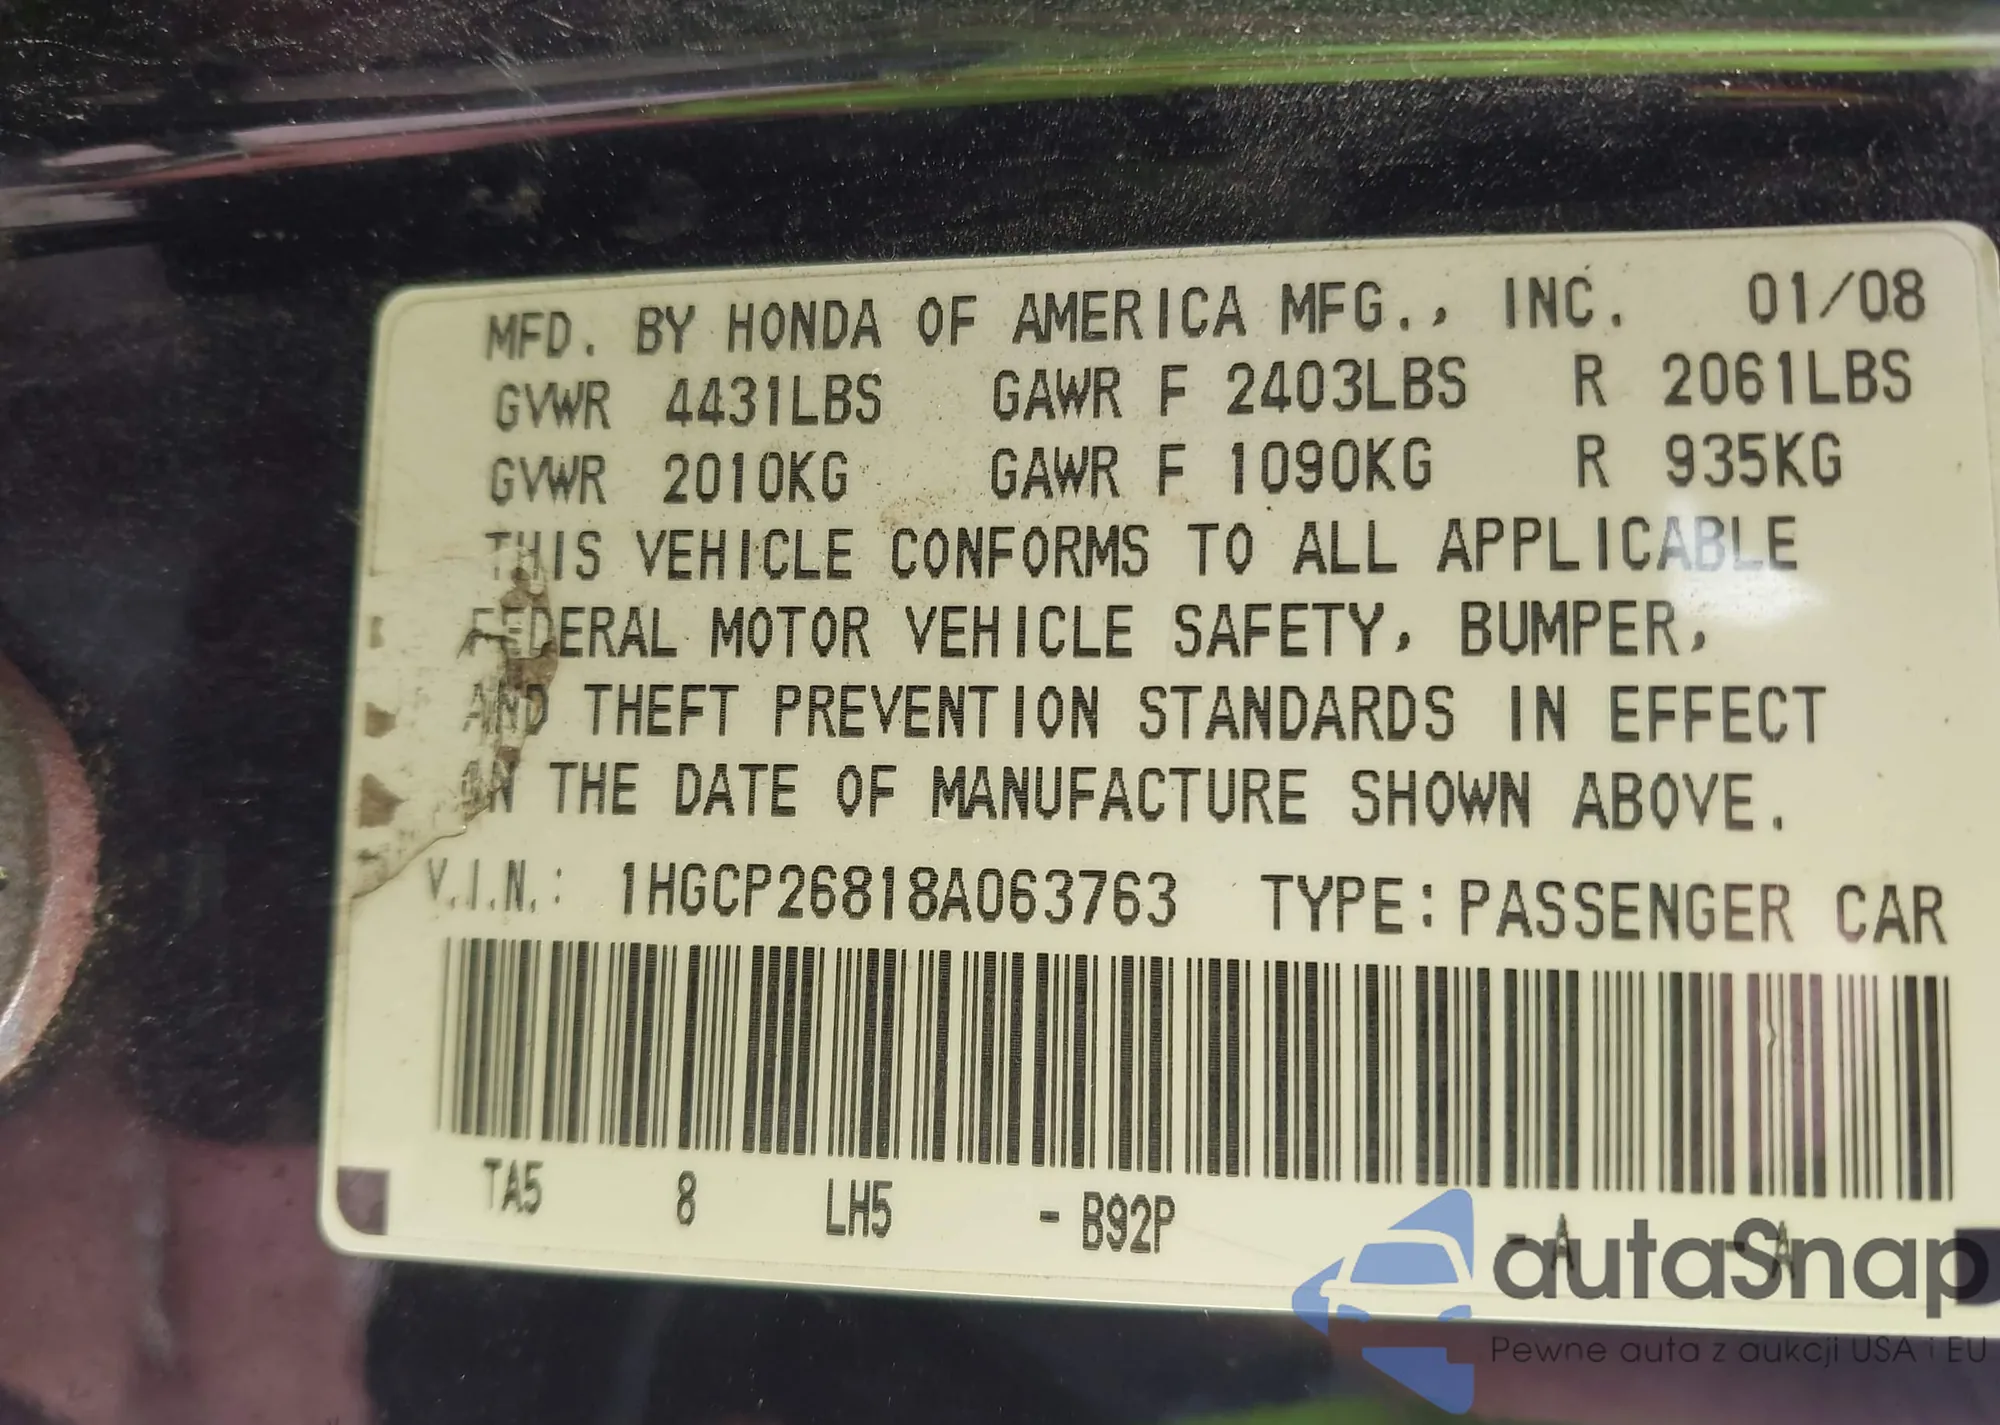 MFD. BY HONDA OF AMERICA MFG., INC. 01/08
GVWR 4431LBS GAWR F 2403LBS R 2061LBS
GVWR 2010KG GAWR F 1090KG R 935KG
THIS VEHICLE CONFORMS TO ALL APPLICABLE
FEDERAL MOTOR VEHICLE SAFETY, BUMPER,
AND THEFT PREVENTION STANDARDS IN EFFECT
ON THE DATE OF MANUFACTURE SHOWN ABOVE.
V.I.N.: 1HGCP26818A063763 TYPE: PASSENGER CAR
TA5 8 LH5 - B92P - A - A
autaSnap
Pewne auta z aukcji USA i EU